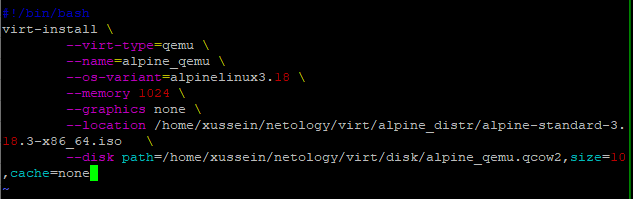 #!/bin/bash
virt-install \
--virt-type=qemu \
--name=alpine_qemu \
--os-variant=alpinelinux3.18 \
--memory 1024 \
--graphics none \
--location /home/xussein/netology/virt/alpine_distr/alpine-standard-3.
18.3-x86_64.iso \
--disk path=/home/xussein/netology/virt/disk/alpine_qemu.qcow2,size=10
,cache=none
~